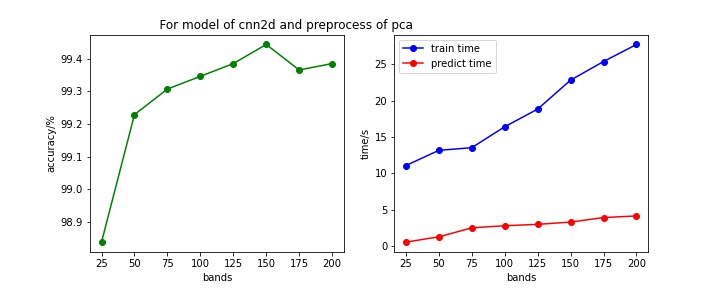 For model of cnn2d and preprocess of pca
accuracy/%
99.4
99.3
99.2
99.1
99.0
98.9
25 50 75 100 125 150 175 200
bands
time/s
train time
predict time
25
20
15
10
5
0
25 50 75 100 125 150 175 200
bands